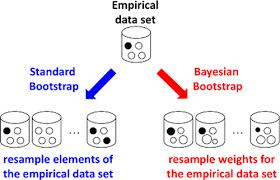 Empirical
data set
Standard
Bootstrap
Bayesian
Bootstrap
...
...
resample elements of
the empirical data set
resample weights for
the empirical data set